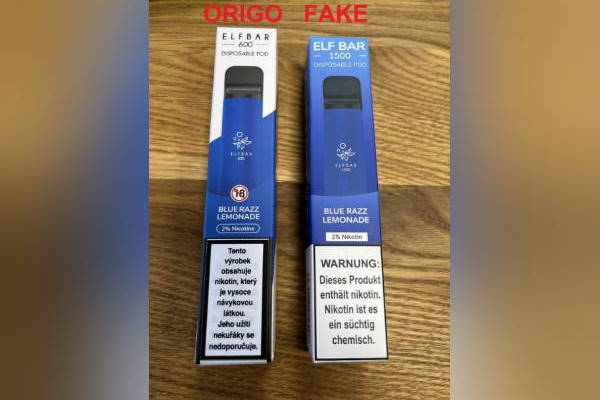 ORIGO FAKE
ELFBAR
600
DISPOSABLE POD
ELFBAR
600
18
BLUE RAZZ
LEMONADE
2% Nicotine
Tento
výrobek
obsahuje
nikotin, který
je vysoce
návykovou
látkou.
Jeho užití
nekuřáky se
nedoporučuje.
ELF BAR
1500
DISPOSABLE POD
ELFBAR
1500
BLUE RAZZ
LEMONADE
2% Nikotin
WARNUNG:
Dieses Produkt
enthält nikotin.
Nikotin ist es
ein süchtig
chemisch.